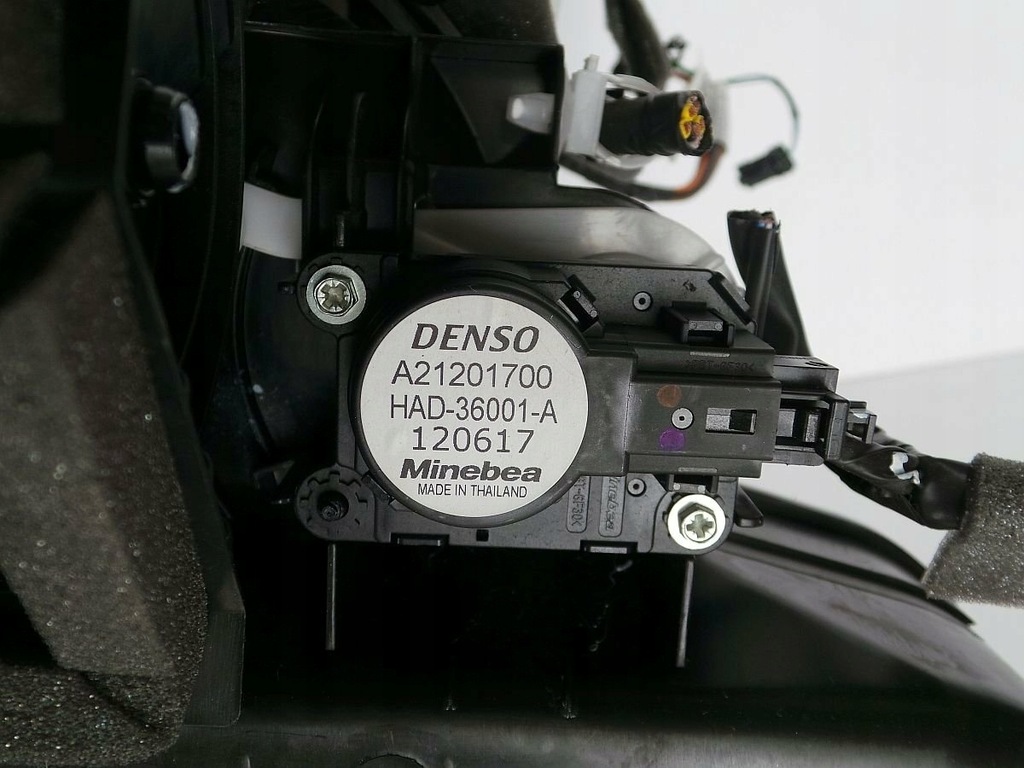 DENSO
A21201700
HAD-36001-A
120617
Minebea
MADE IN THAILAND